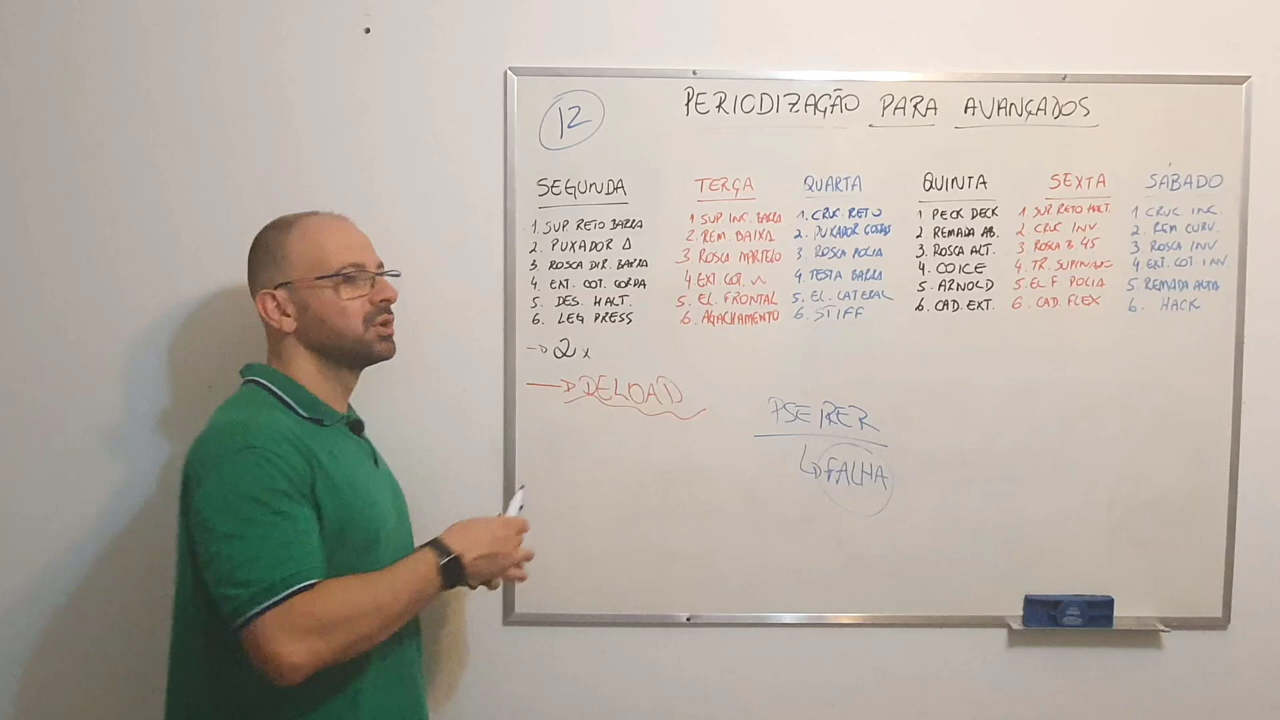 12
PERIODIZAÇÃO PARA AVANÇADOS
SEGUNDA
1. SUP RETO BARRA
2. PUXADOR Δ
3. ROSCA DIR. BARRA
4. EXT. COT. CORDA
5. DES. HALT.
6. LEG PRESS
→ 2x
→ DELOAD
TERÇA
1 SUP. INC. BARRA
2. REM. BAIXA
3. ROSCA MARTELO
4. EXT. COT. ʌ
5. EL. FRONTAL
6. AGACHAMENTO
QUARTA
1. CRUC. RETO
2. PUXADOR COSTAS
3. ROSCA POLIA
4. TESTA BARRA
5. EL. LATERAL
6. STIFF
QUINTA
1 PECK DECK
2. REMADA AB.
3. ROSCA ALT.
4. COICE
5. ARNOLD
6. CAD. EXT.
SEXTA
1. SUP RETO HALT.
2. CRUC INV.
3. ROSCA B 45
4. TR. SUPINADO
5. EL F POLIA
6. CAD. FLEX
SÁBADO
1 CRUC INC.
2. REM CURV.
3. ROSCA INV.
4. EXT. COT INV.
5. REMADA ALTA
6. HACK
PSE/RER
↳ FALHA